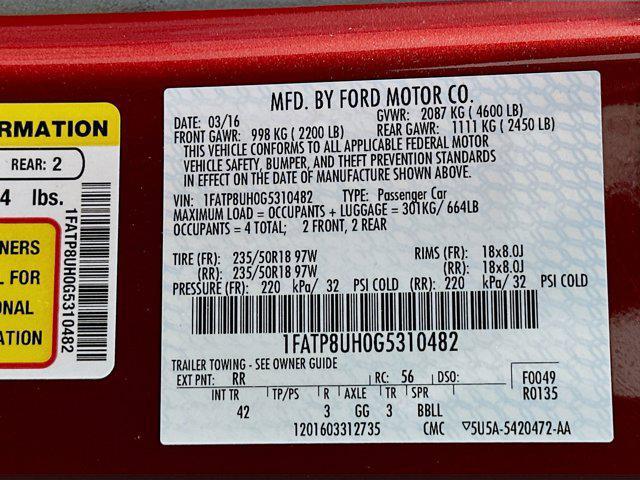 ORMATION
REAR: 2
4 lbs.
NERS
L FOR
ONAL
ATION
1FATP8UH0G5310482
MFD. BY FORD MOTOR CO.
DATE: 03/16 GVWR: 2087 KG ( 4600 LB)
FRONT GAWR: 998 KG ( 2200 LB) REAR GAWR: 1111 KG ( 2450 LB)
THIS VEHICLE CONFORMS TO ALL APPLICABLE FEDERAL MOTOR
VEHICLE SAFETY, BUMPER, AND THEFT PREVENTION STANDARDS
IN EFFECT ON THE DATE OF MANUFACTURE SHOWN ABOVE.
VIN: 1FATP8UH0G5310482 TYPE: Passenger Car
MAXIMUM LOAD = OCCUPANTS + LUGGAGE = 301KG/ 664LB
OCCUPANTS = 4 TOTAL; 2 FRONT, 2 REAR
TIRE (FR): 235/50R18 97W RIMS (FR): 18x8.0J
(RR): 235/50R18 97W (RR): 18x8.0J
PRESSURE (FR): 220 kPa/ 32 PSI COLD (RR): 220 kPa/ 32 PSI COLD
1FATP8UH0G5310482
TRAILER TOWING - SEE OWNER GUIDE
EXT PNT: RR RC: 56 DSO: F0049
INT TR TP/PS R AXLE TR SPR R0135
42 3 GG 3 BBLL
1201603312735 CMC ▽5U5A-5420472-AA